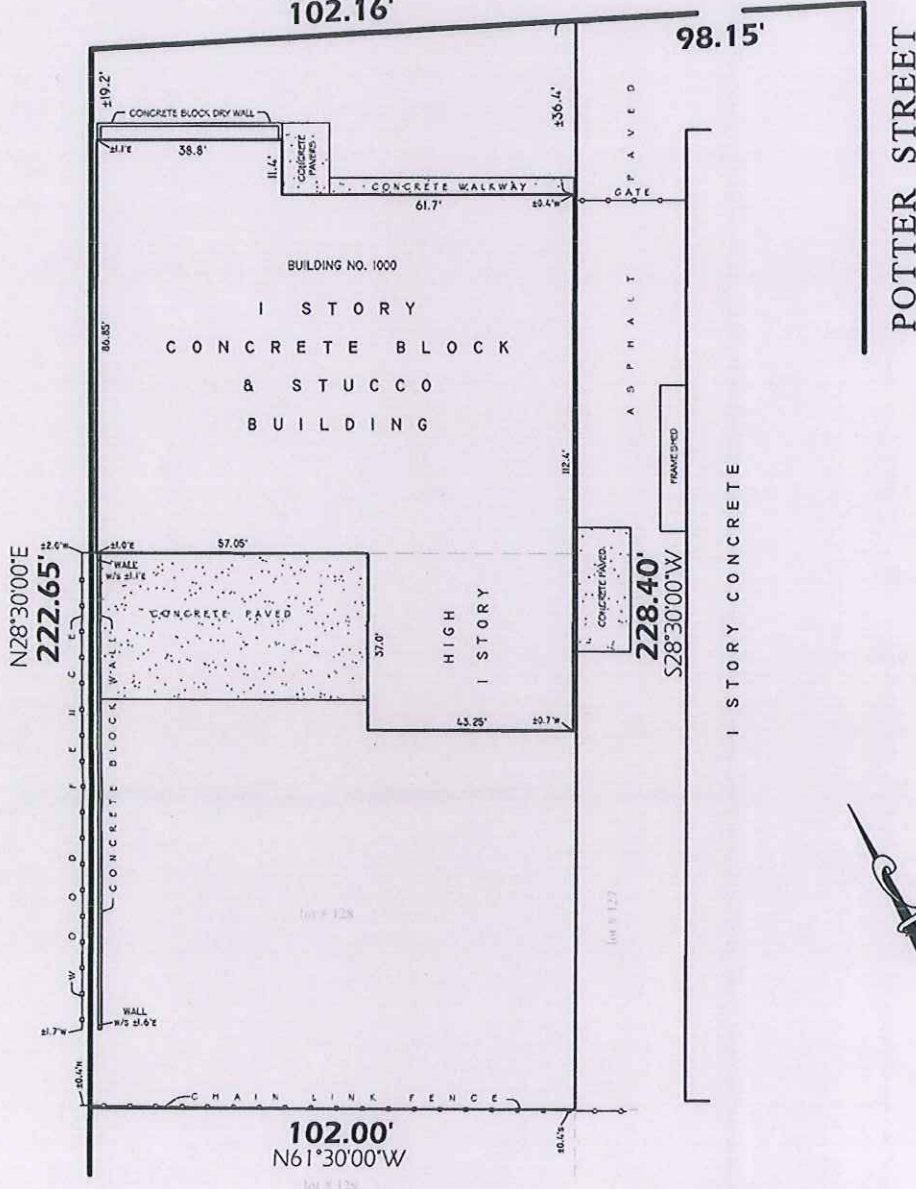 102.16'
98.15'
POTTER STREET
±19.2'
CONCRETE BLOCK DRY WALL
±1.1'E
38.8'
11.4'
CONCRETE
PAVERS
CONCRETE WALKWAY
61.7'
±0.4'W
±36.4'
ASPHALT PAVED
GATE
BUILDING NO. 1000
1 STORY
CONCRETE BLOCK
& STUCCO
BUILDING
86.85'
112.4'
FRAME SHED
1 STORY CONCRETE
±2.0'W
±1.0'E
57.05'
WALL
W/S ±1.1'E
CONCRETE PAVED
37.0'
HIGH
1 STORY
CONCRETE PAVED
N28°30'00"E
222.65'
228.40'
S28°30'00"W
43.25'
±0.7'W
WOOD FENCE
CONCRETE BLOCK WALL
lot # 128
lot # 127
WALL
W/S ±1.6'E
±1.7'W
±0.4'N
CHAIN LINK FENCE
102.00'
N61°30'00"W